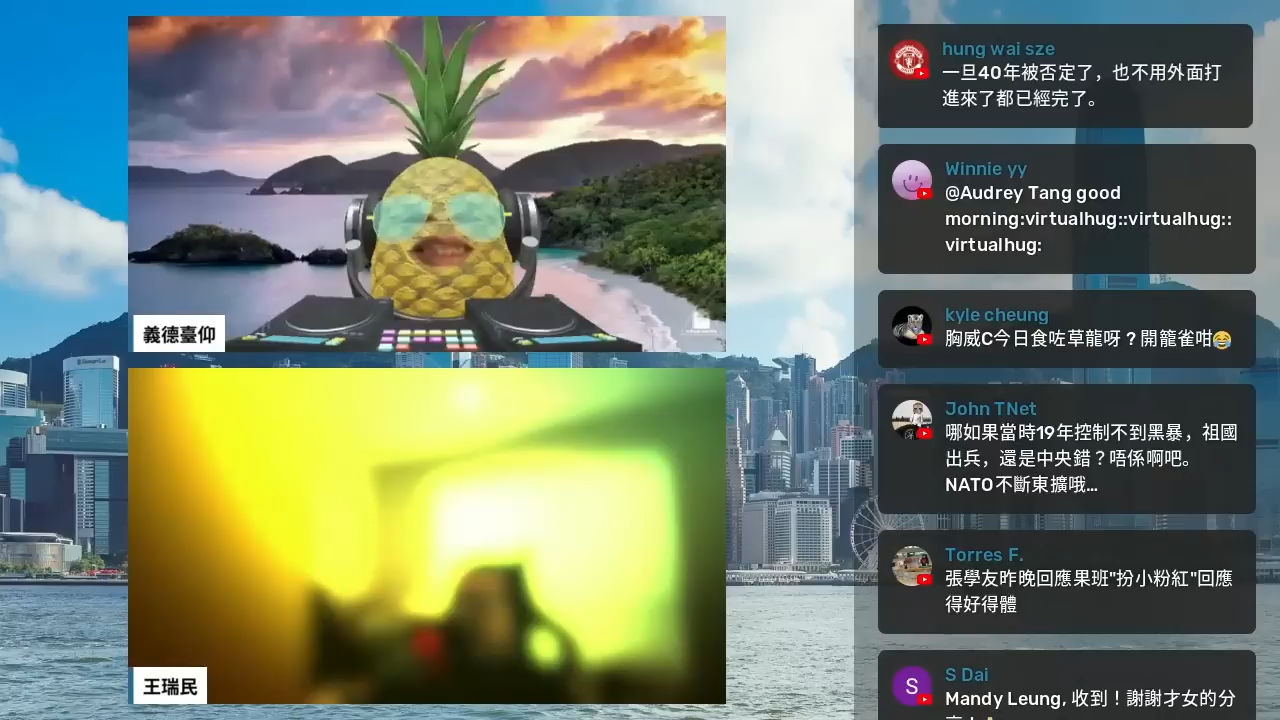 義德臺仰
王瑞民
hung wai sze
一旦40年被否定了，也不用外面打
進來了都已經完了。
Winnie yy
@Audrey Tang good
morning:virtualhug::virtualhug::
virtualhug:
kyle cheung
胸威C今日食咗草龍呀？開籠雀咁😂
John TNet
哪如果當時19年控制不到黑暴，祖國
出兵，還是中央錯？唔係啊吧。
NATO不斷東擴哦...
Torres F.
張學友昨晚回應果班"扮小粉紅"回應
得好得體
S
S Dai
Mandy Leung, 收到！謝謝才女的分